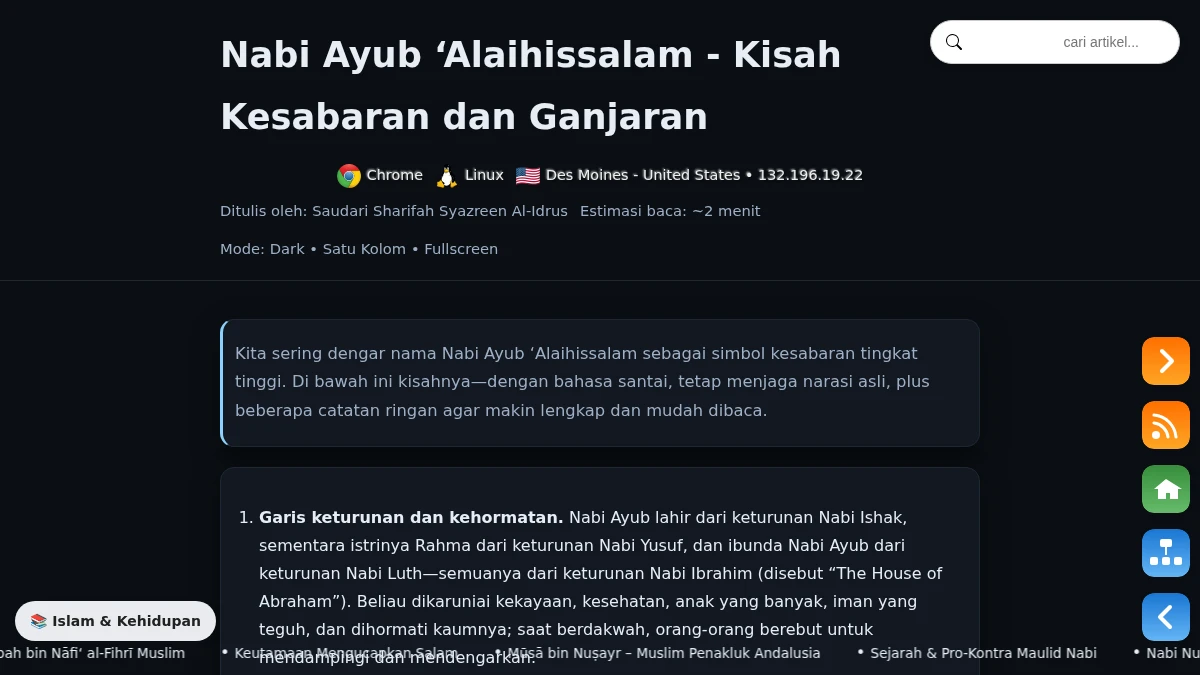 Nabi Ayub ‘Alaihissalam - Kisah
Kesabaran dan Ganjaran
cari artikel...
Chrome Linux Des Moines - United States • 132.196.19.22
Ditulis oleh: Saudari Sharifah Syazreen Al-Idrus Estimasi baca: ~2 menit
Mode: Dark • Satu Kolom • Fullscreen
Kita sering dengar nama Nabi Ayub ‘Alaihissalam sebagai simbol kesabaran tingkat
tinggi. Di bawah ini kisahnya—dengan bahasa santai, tetap menjaga narasi asli, plus
beberapa catatan ringan agar makin lengkap dan mudah dibaca.
1. Garis keturunan dan kehormatan. Nabi Ayub lahir dari keturunan Nabi Ishak,
sementara istrinya Rahma dari keturunan Nabi Yusuf, dan ibunda Nabi Ayub dari
keturunan Nabi Luth—semuanya dari keturunan Nabi Ibrahim (disebut “The House of
Abraham”). Beliau dikaruniai kekayaan, kesehatan, anak yang banyak, iman yang
teguh, dan dihormati kaumnya; saat berdakwah, orang-orang berebut untuk
mendampingi dan mendengarkan.
📚 Islam & Kehidupan
bah bin Nāfi‘ al-Fihrī Muslim • Keutamaan Mengucapkan Salam • Mūsā bin Nuṣayr – Muslim Penakluk Andalusia • Sejarah & Pro-Kontra Maulid Nabi • Nabi Nu